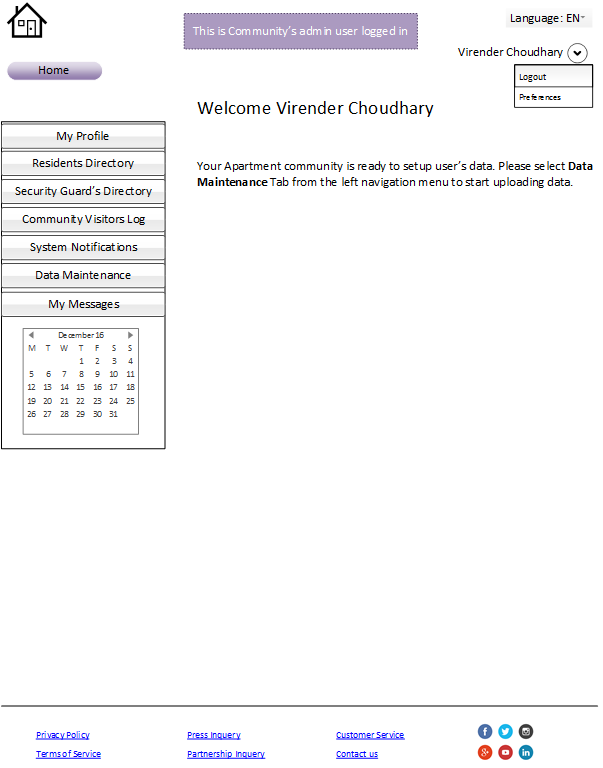 This is Community's admin user logged in
Language: EN
Virender Choudhary
Home
Logout
Preferences
Welcome Virender Choudhary
My Profile
Residents Directory
Security Guard's Directory
Community Visitors Log
System Notifications
Data Maintenance
My Messages
Your Apartment community is ready to setup user's data. Please select Data
Maintenance Tab from the left navigation menu to start uploading data.
December 16
M T W T F S S
1 2 3 4
5 6 7 8 9 10 11
12 13 14 15 16 17 18
19 20 21 22 23 24 25
26 27 28 29 30 31
Privacy Policy Press Inquery Customer Service
Terms of Service Partnership Inquery Contact us